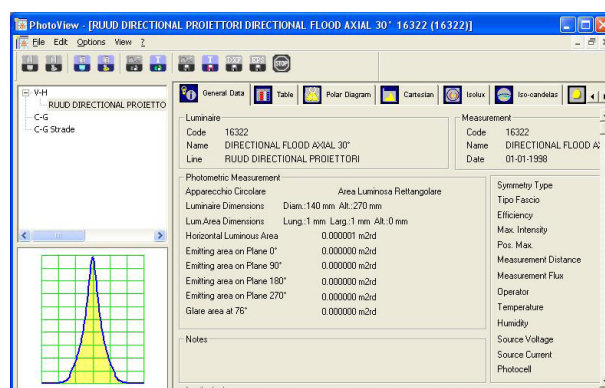 PhotoView - [RUUD DIRECTIONAL PROIETTORI DIRECTIONAL FLOOD AXIAL 30° 16322 (16322)]
File Edit Options View ?
STOP
V-H
RUUD DIRECTIONAL PROIETTO
C-G
C-G Strade
General Data Table Polar Diagram Cartesian Isolux Iso-candelas
Luminaire
Code 16322
Name DIRECTIONAL FLOOD AXIAL 30°
Line RUUD DIRECTIONAL PROIETTORI
Measurement
Code 16322
Name DIRECTIONAL FLOOD A
Date 01-01-1998
Photometric Measurement
Apparecchio Circolare Area Luminosa Rettangolare
Luminaire Dimensions Diam.:140 mm Alt.:270 mm
Lum.Area Dimensions Lung.:1 mm Larg.:1 mm Alt.:0 mm
Horizontal Luminous Area 0.000001 m2rd
Emitting area on Plane 0° 0.000000 m2rd
Emitting area on Plane 90° 0.000000 m2rd
Emitting area on Plane 180° 0.000000 m2rd
Emitting area on Plane 270° 0.000000 m2rd
Glare area at 76° 0.000000 m2rd
Symmetry Type
Tipo Fascio
Efficiency
Max. Intensity
Pos. Max.
Measurement Distance
Measurement Flux
Operator
Temperature
Humidity
Source Voltage
Source Current
Photocell
Notes